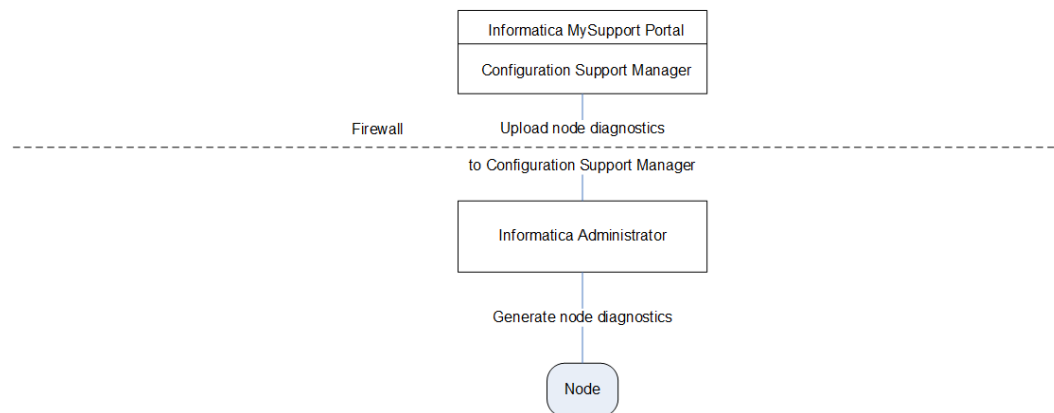 Informatica MySupport Portal
Configuration Support Manager
Firewall
Upload node diagnostics
to Configuration Support Manager
Informatica Administrator
Generate node diagnostics
Node